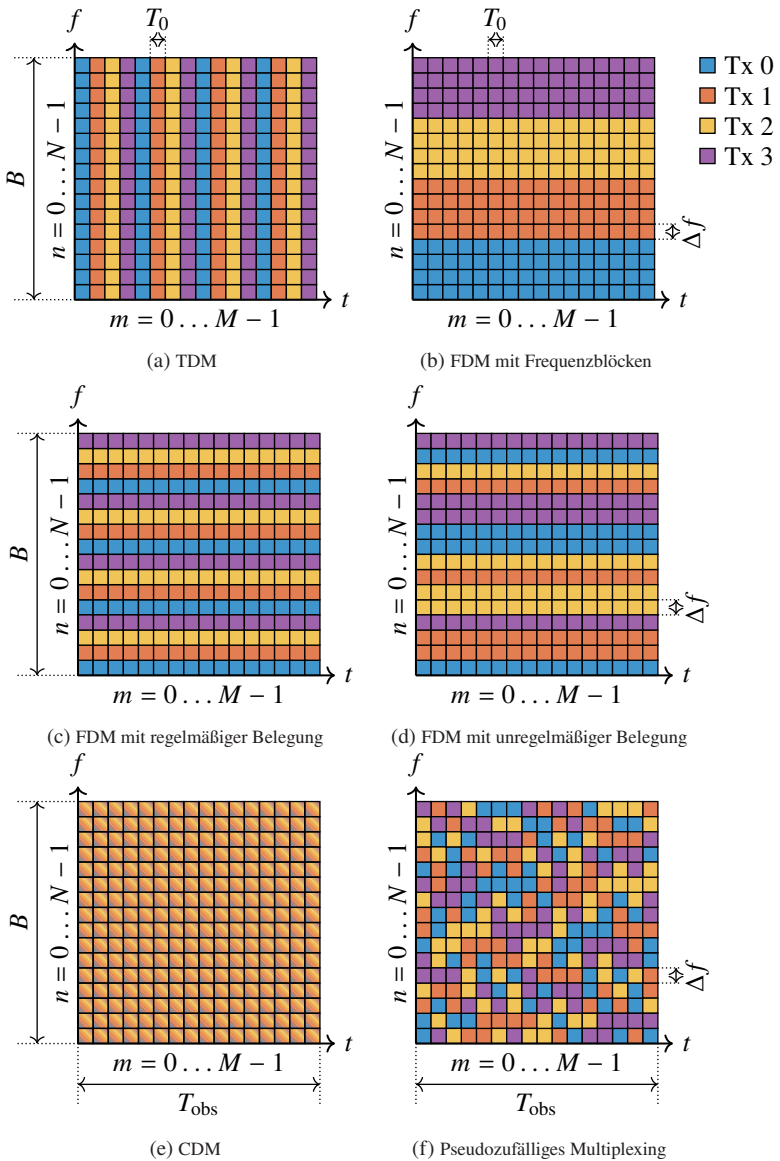 f
T₀
f
T₀
B
n = 0 … N − 1
t
m = 0 … M − 1
n = 0 … N − 1
Δf
t
m = 0 … M − 1
Tx 0
Tx 1
Tx 2
Tx 3
(a) TDM
(b) FDM mit Frequenzblöcken
f
f
B
n = 0 … N − 1
t
m = 0 … M − 1
n = 0 … N − 1
Δf
t
m = 0 … M − 1
(c) FDM mit regelmäßiger Belegung
(d) FDM mit unregelmäßiger Belegung
f
f
B
n = 0 … N − 1
t
m = 0 … M − 1
T_obs
n = 0 … N − 1
Δf
t
m = 0 … M − 1
T_obs
(e) CDM
(f) Pseudozufälliges Multiplexing